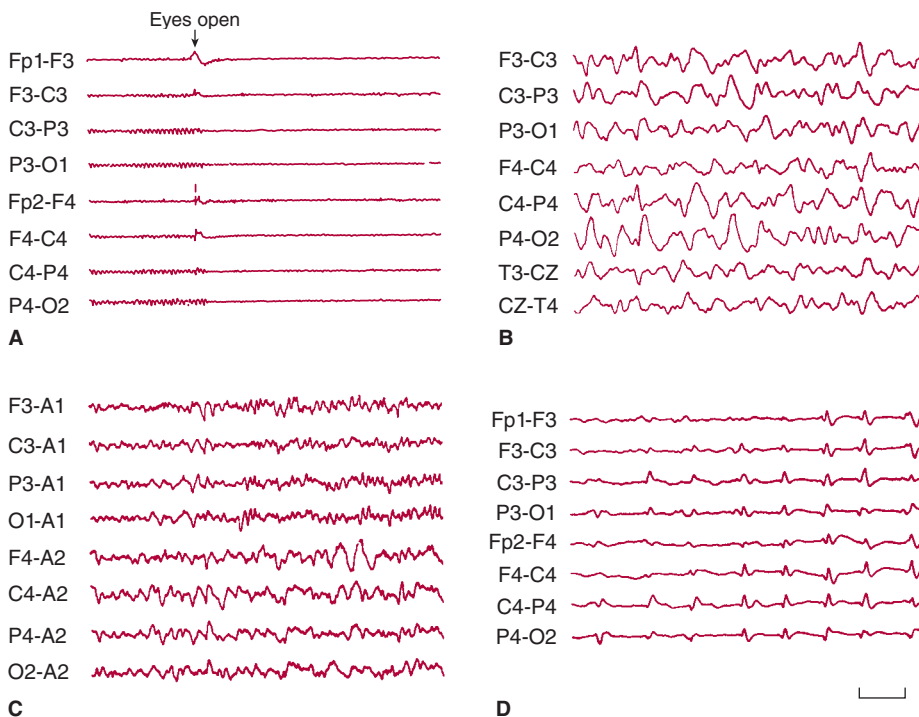 Eyes open
Fp1-F3
F3-C3
C3-P3
P3-O1
Fp2-F4
F4-C4
C4-P4
P4-O2
A
F3-C3
C3-P3
P3-O1
F4-C4
C4-P4
P4-O2
T3-CZ
CZ-T4
B
F3-A1
C3-A1
P3-A1
O1-A1
F4-A2
C4-A2
P4-A2
O2-A2
C
Fp1-F3
F3-C3
C3-P3
P3-O1
Fp2-F4
F4-C4
C4-P4
P4-O2
D